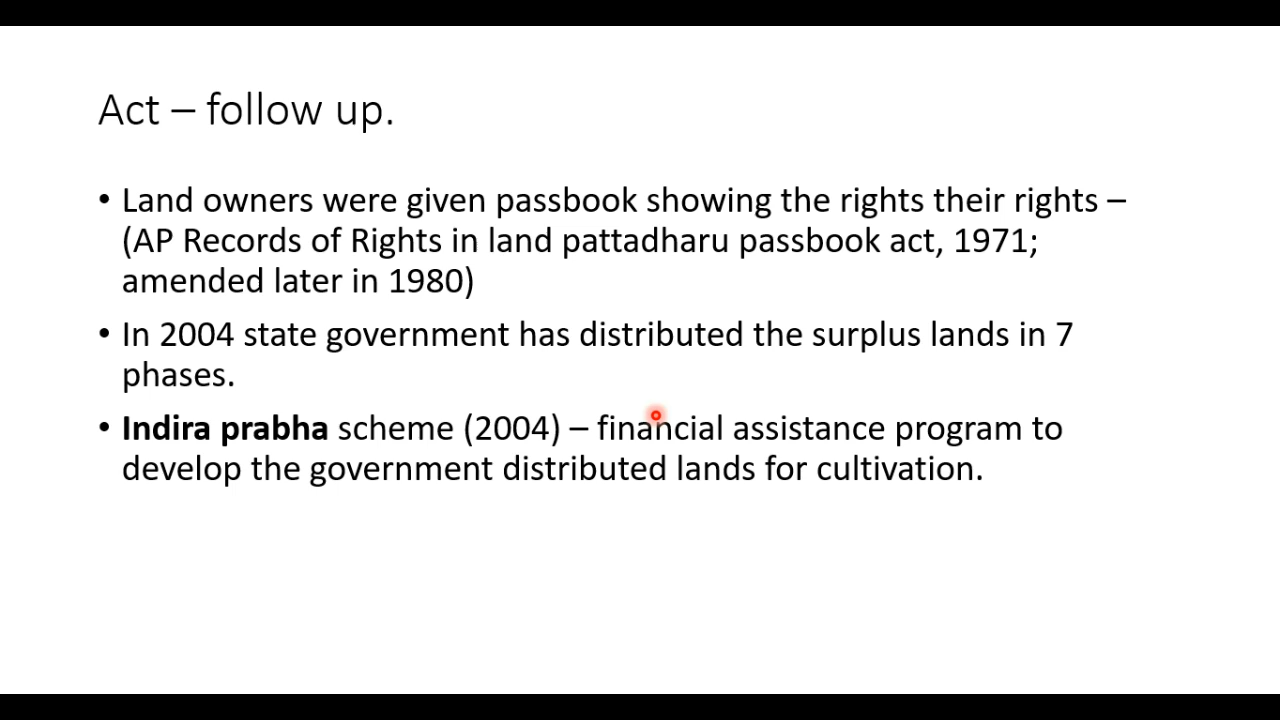 Act – follow up.
• Land owners were given passbook showing the rights their rights –
(AP Records of Rights in land pattadharu passbook act, 1971;
amended later in 1980)
• In 2004 state government has distributed the surplus lands in 7
phases.
• Indira prabha scheme (2004) – financial assistance program to
develop the government distributed lands for cultivation.